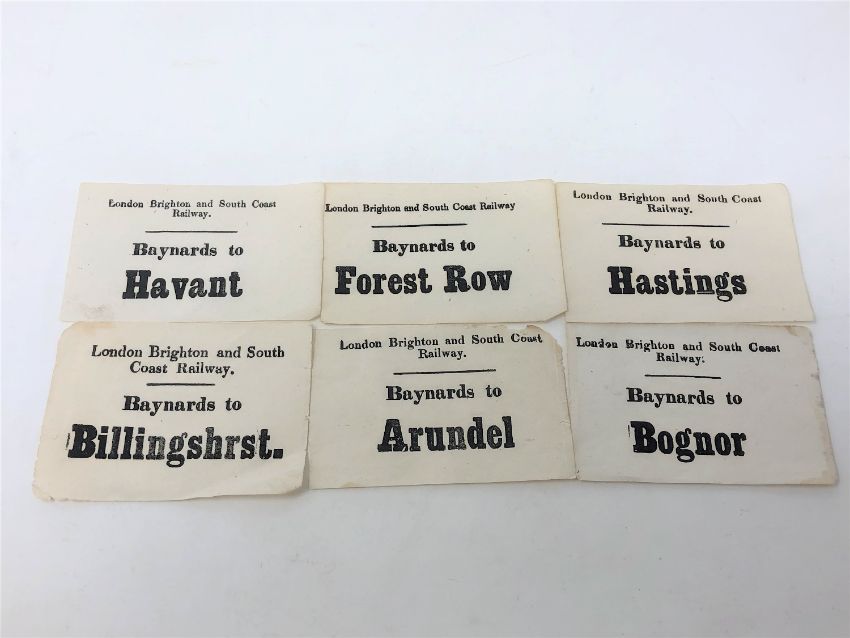 London Brighton and South Coast
Railway.
Baynards to
Havant
London Brighton and South Coast Railway
Baynards to
Forest Row
London Brighton and South Coast
Railway.
Baynards to
Hastings
London Brighton and South
Coast Railway.
Baynards to
Billingshrst.
London Brighton and South Coast
Railway.
Baynards to
Arundel
London Brighton and South Coast
Railway.
Baynards to
Bognor